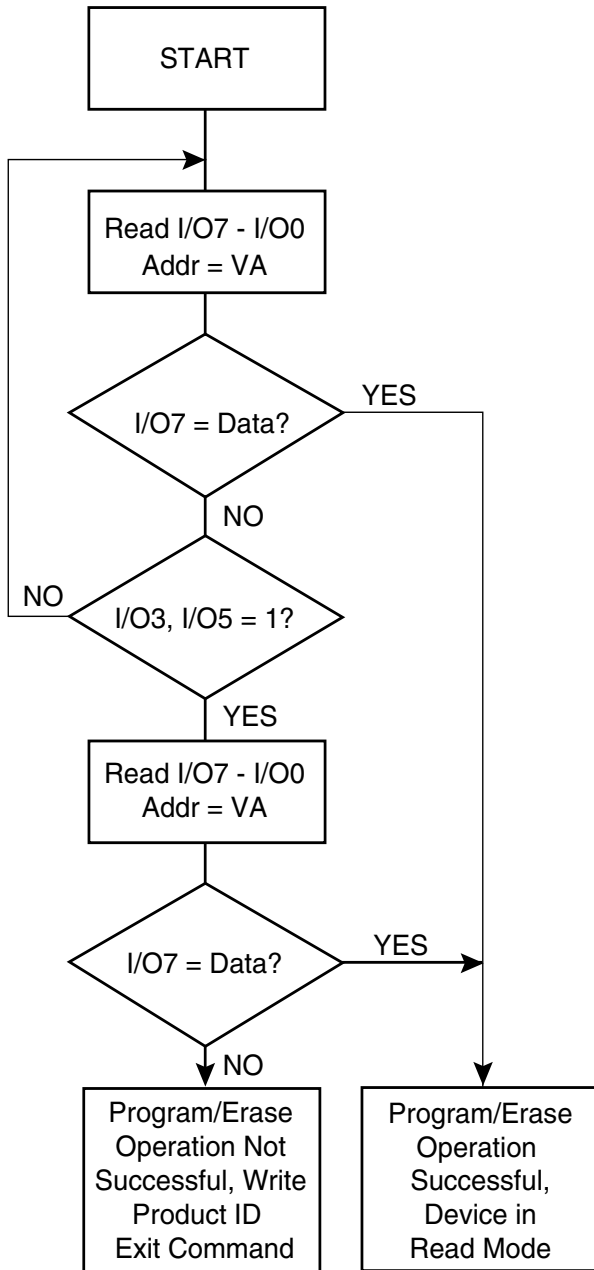 START
Read I/O7 - I/O0
Addr = VA
I/O7 = Data?
YES
NO
NO
I/O3, I/O5 = 1?
YES
Read I/O7 - I/O0
Addr = VA
I/O7 = Data?
YES
NO
Program/Erase
Operation Not
Successful, Write
Product ID
Exit Command
Program/Erase
Operation
Successful,
Device in
Read Mode